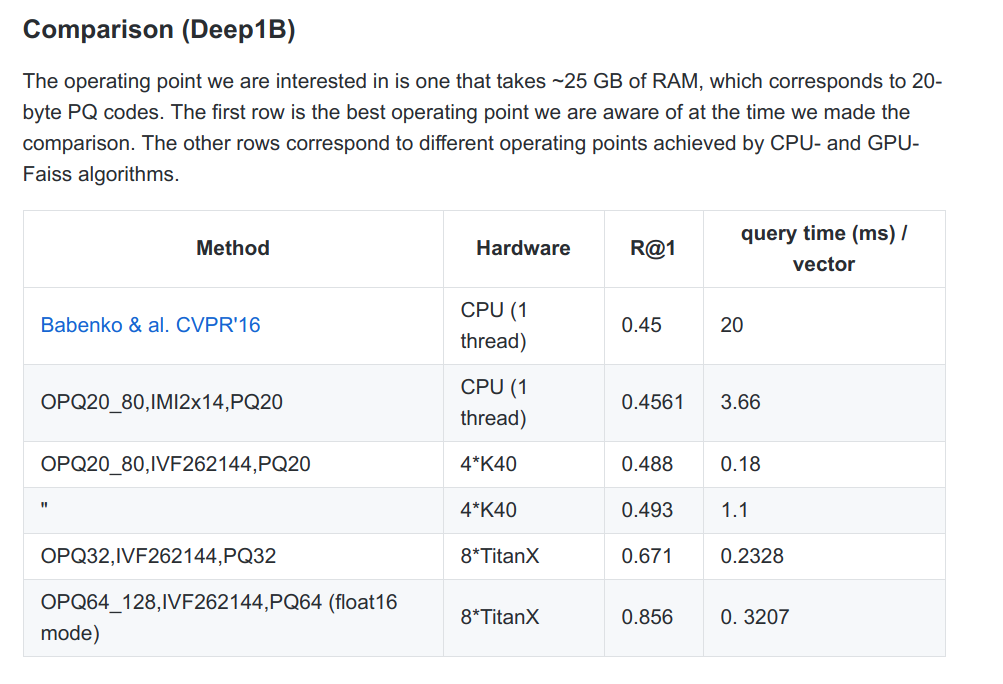 Comparison (Deep1B)
The operating point we are interested in is one that takes ~25 GB of RAM, which corresponds to 20-
byte PQ codes. The first row is the best operating point we are aware of at the time we made the
comparison. The other rows correspond to different operating points achieved by CPU- and GPU-
Faiss algorithms.
Method Hardware R@1 query time (ms) / vector
Babenko & al. CVPR'16 CPU (1 thread) 0.45 20
OPQ20_80,IMI2x14,PQ20 CPU (1 thread) 0.4561 3.66
OPQ20_80,IVF262144,PQ20 4*K40 0.488 0.18
" 4*K40 0.493 1.1
OPQ32,IVF262144,PQ32 8*TitanX 0.671 0.2328
OPQ64_128,IVF262144,PQ64 (float16 mode) 8*TitanX 0.856 0. 3207